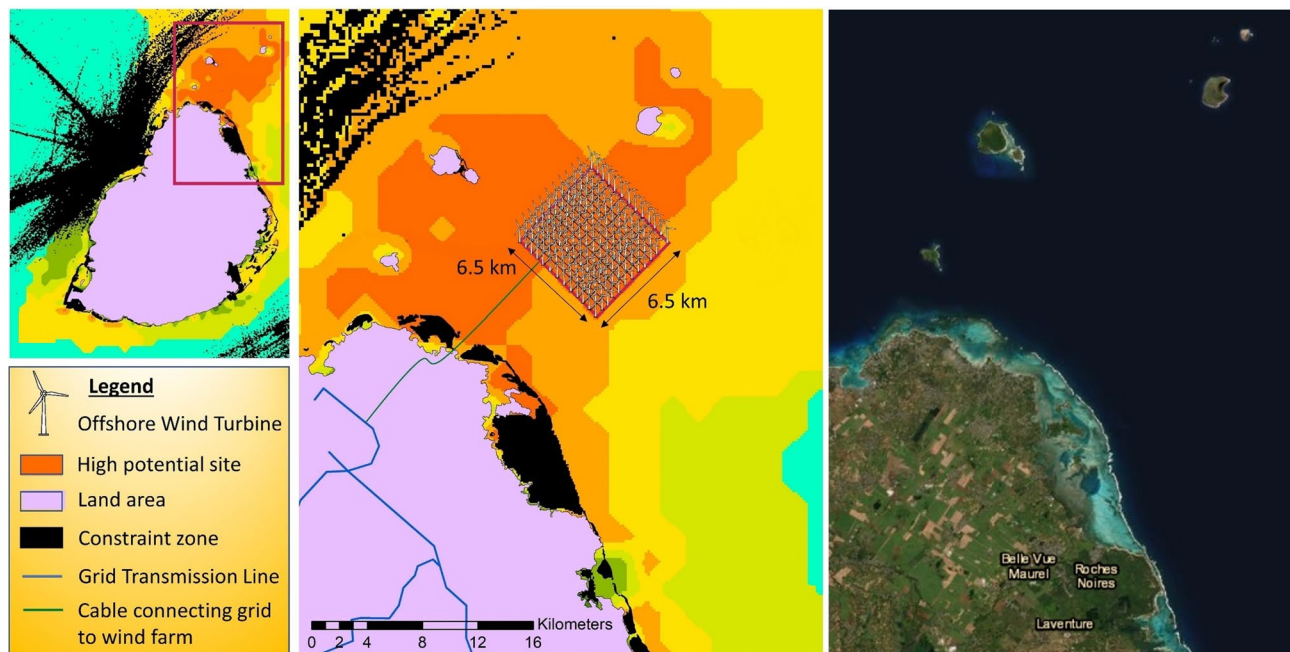 Legend
Offshore Wind Turbine
High potential site
Land area
Constraint zone
Grid Transmission Line
Cable connecting grid
to wind farm
6.5 km
6.5 km
Kilometers
0 2 4 8 12 16
Belle Vue
Maurel
Roches
Noires
Laventure